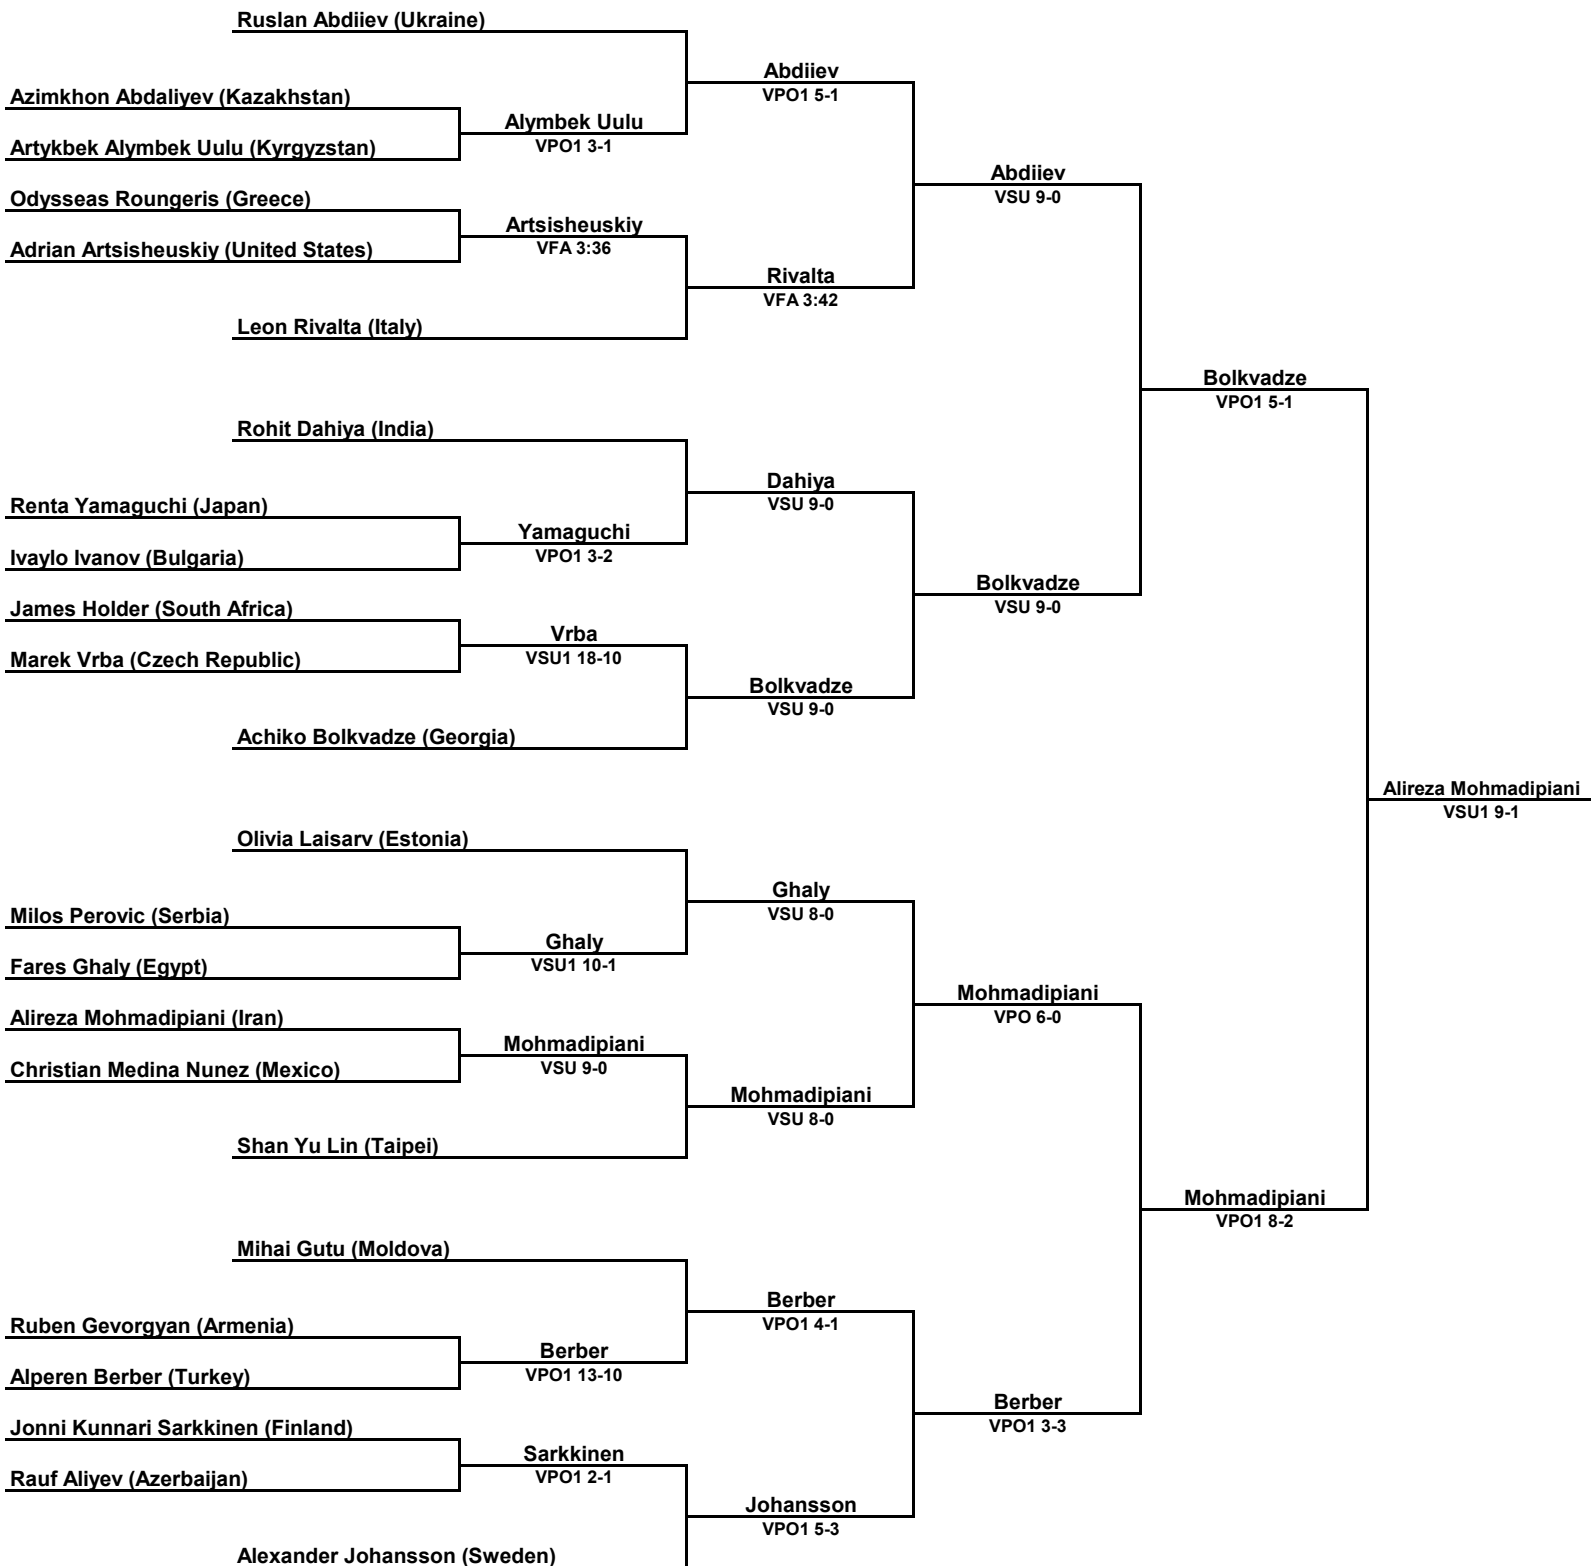 Ruslan Abdiiev (Ukraine)
Abdiiev
VPO1 5-1
Azimkhon Abdaliyev (Kazakhstan)
Alymbek Uulu
VPO1 3-1
Artykbek Alymbek Uulu (Kyrgyzstan)
Abdiiev
VSU 9-0
Odysseas Roungeris (Greece)
Artsisheuskiy
VFA 3:36
Adrian Artsisheuskiy (United States)
Rivalta
VFA 3:42
Leon Rivalta (Italy)
Bolkvadze
VPO1 5-1
Rohit Dahiya (India)
Dahiya
VSU 9-0
Renta Yamaguchi (Japan)
Yamaguchi
VPO1 3-2
Ivaylo Ivanov (Bulgaria)
Bolkvadze
VSU 9-0
James Holder (South Africa)
Vrba
VSU1 18-10
Marek Vrba (Czech Republic)
Bolkvadze
VSU 9-0
Achiko Bolkvadze (Georgia)
Alireza Mohmadipiani
VSU1 9-1
Olivia Laisarv (Estonia)
Ghaly
VSU 8-0
Milos Perovic (Serbia)
Ghaly
VSU1 10-1
Fares Ghaly (Egypt)
Mohmadipiani
VPO 6-0
Alireza Mohmadipiani (Iran)
Mohmadipiani
VSU 9-0
Christian Medina Nunez (Mexico)
Mohmadipiani
VSU 8-0
Shan Yu Lin (Taipei)
Mohmadipiani
VPO1 8-2
Mihai Gutu (Moldova)
Berber
VPO1 4-1
Ruben Gevorgyan (Armenia)
Berber
VPO1 13-10
Alperen Berber (Turkey)
Berber
VPO1 3-3
Jonni Kunnari Sarkkinen (Finland)
Sarkkinen
VPO1 2-1
Rauf Aliyev (Azerbaijan)
Johansson
VPO1 5-3
Alexander Johansson (Sweden)